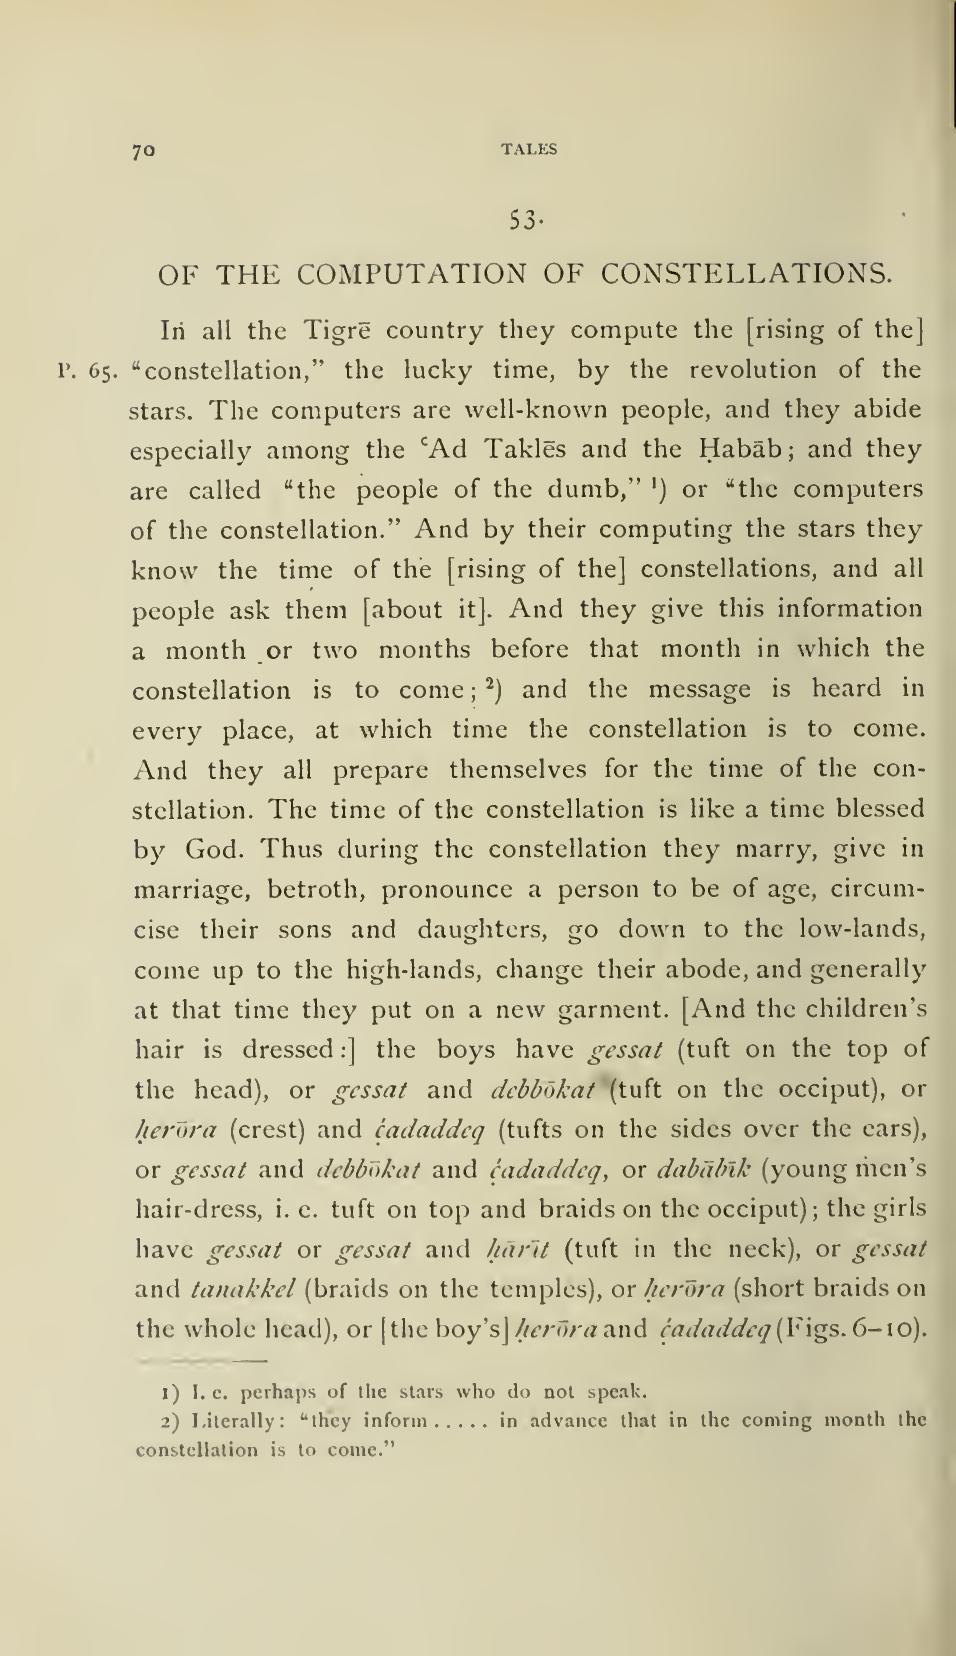 70
TALES
53.
OF THE COMPUTATION OF CONSTELLATIONS.
In all the Tigrē country they compute the [rising of the]
P. 65. “constellation,” the lucky time, by the revolution of the
stars. The computers are well-known people, and they abide
especially among the ʿAd Taklēs and the Ḥabāb; and they
are called “the people of the dumb,” ¹) or “the computers
of the constellation.” And by their computing the stars they
know the time of the [rising of the] constellations, and all
people ask them [about it]. And they give this information
a month or two months before that month in which the
constellation is to come; ²) and the message is heard in
every place, at which time the constellation is to come.
And they all prepare themselves for the time of the con-
stellation. The time of the constellation is like a time blessed
by God. Thus during the constellation they marry, give in
marriage, betroth, pronounce a person to be of age, circum-
cise their sons and daughters, go down to the low-lands,
come up to the high-lands, change their abode, and generally
at that time they put on a new garment. [And the children’s
hair is dressed:] the boys have gessat (tuft on the top of
the head), or gessat and debbōkat (tuft on the occiput), or
ḥerōra (crest) and c̣adaddeq (tufts on the sides over the ears),
or gessat and debbōkat and c̣adaddeq, or dabābīk (young men’s
hair-dress, i. e. tuft on top and braids on the occiput); the girls
have gessat or gessat and ḥārīt (tuft in the neck), or gessat
and tanakkel (braids on the temples), or ḥerōra (short braids on
the whole head), or [the boy’s] ḥerōra and c̣adaddeq (Figs. 6–10).
1) I. e. perhaps of the stars who do not speak.
2) Literally: “they inform ..... in advance that in the coming month the
constellation is to come.”